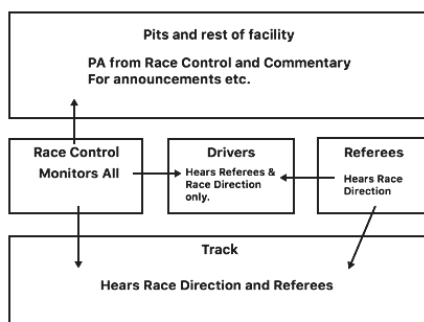 Pits and rest of facility
PA from Race Control and Commentary
For announcements etc.
Race Control
Monitors All
Drivers
Hears Referees &
Race Direction
only.
Referees
Hears Race
Direction
Track
Hears Race Direction and Referees